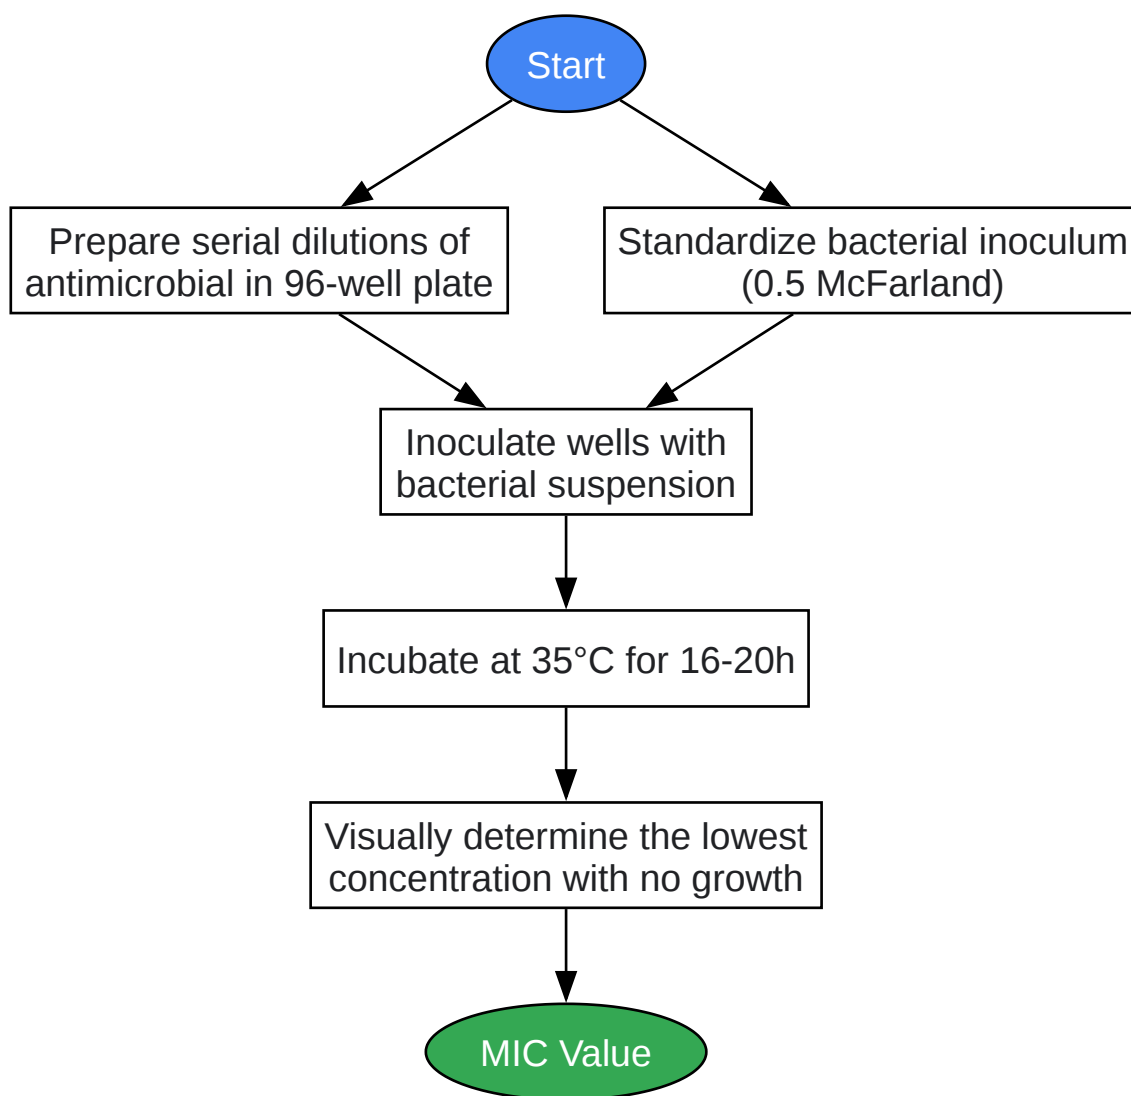 Start
Prepare serial dilutions of
antimicrobial in 96-well plate
Standardize bacterial inoculum
(0.5 McFarland)
Inoculate wells with
bacterial suspension
Incubate at 35°C for 16-20h
Visually determine the lowest
concentration with no growth
MIC Value